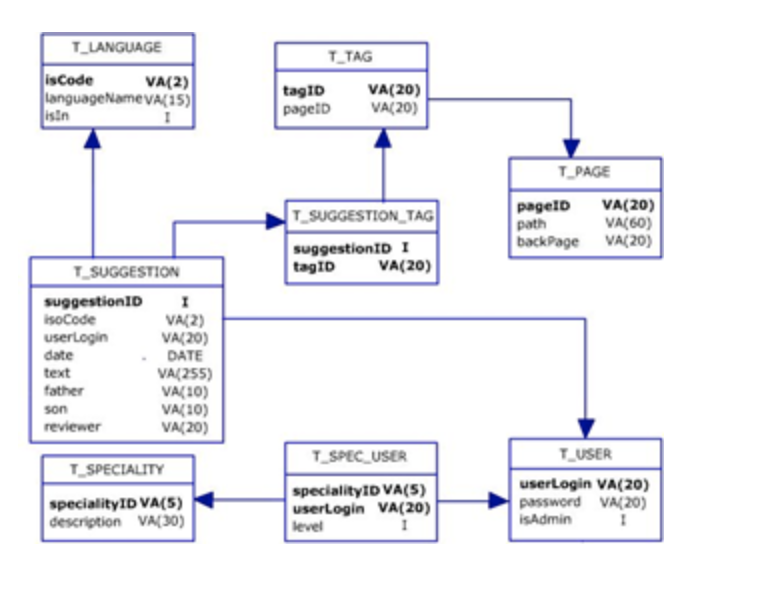 T_LANGUAGE
isCode VA(2)
languageName VA(15)
isIn I
T_TAG
tagID VA(20)
pageID VA(20)
T_PAGE
pageID VA(20)
path VA(60)
backPage VA(20)
T_SUGGESTION_TAG
suggestionID I
tagID VA(20)
T_SUGGESTION
suggestionID I
isoCode VA(2)
userLogin VA(20)
date . DATE
text VA(255)
father VA(10)
son VA(10)
reviewer VA(20)
T_SPECIALITY
specialityID VA(5)
description VA(30)
T_SPEC_USER
specialityID VA(5)
userLogin VA(20)
level I
T_USER
userLogin VA(20)
password VA(20)
isAdmin I